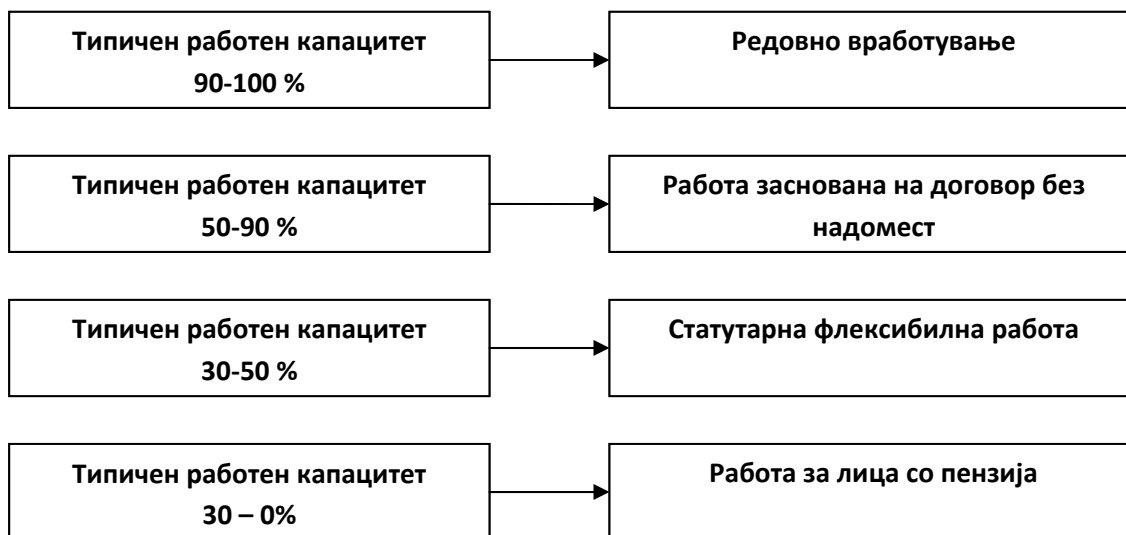 Типичен работен капацитет
90-100 %
Редовно вработување
Типичен работен капацитет
50-90 %
Работа заснована на договор без
надомест
Типичен работен капацитет
30-50 %
Статутарна флексибилна работа
Типичен работен капацитет
30 – 0%
Работа за лица со пензија